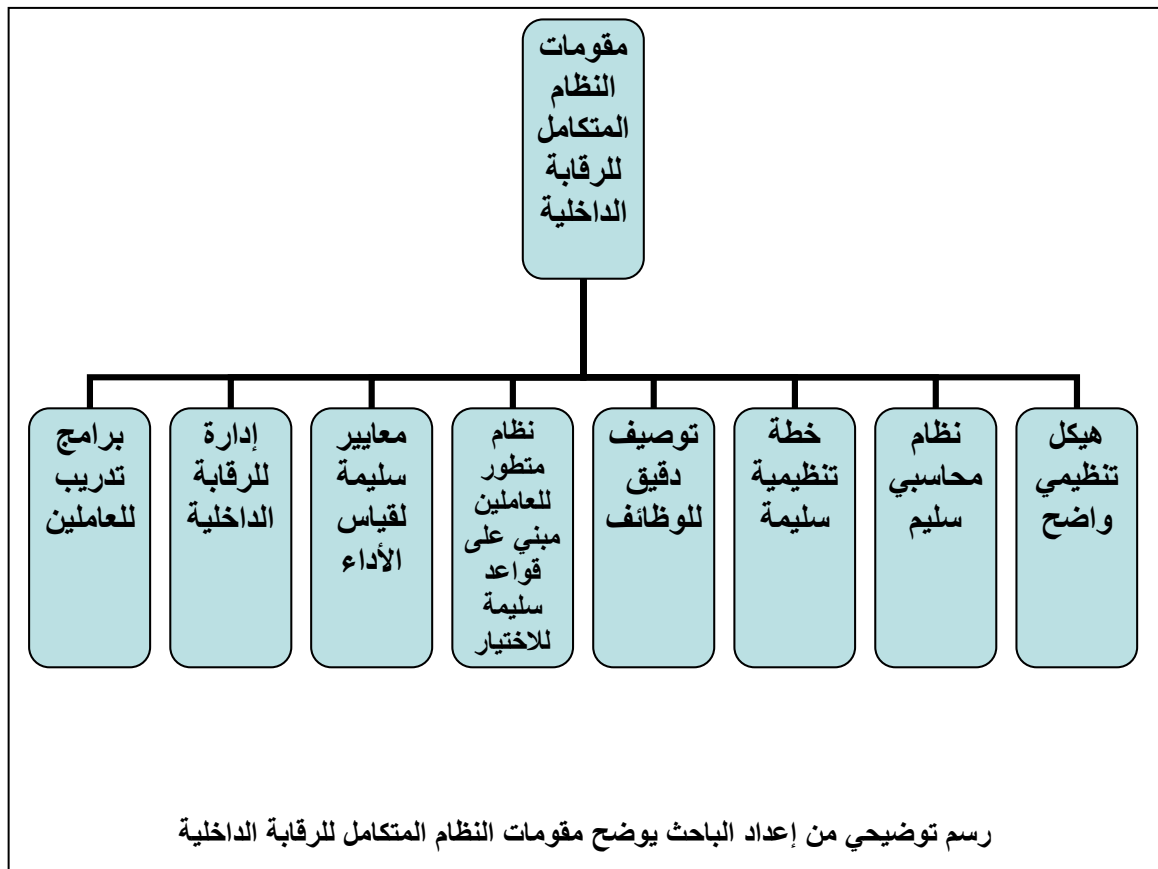 مقومات
النظام
المتكامل
للرقابة
الداخلية
هيكل
تنظيمي
واضح
نظام
محاسبي
سليم
خطة
تنظيمية
سليمة
توصيف
دقيق
للوظائف
نظام
متطور
للعاملين
مبني على
قواعد
سليمة
للاختيار
معايير
سليمة
لقياس
الأداء
إدارة
للرقابة
الداخلية
برامج
تدريب
للعاملين
رسم توضيحي من إعداد الباحث يوضح مقومات النظام المتكامل للرقابة الداخلية